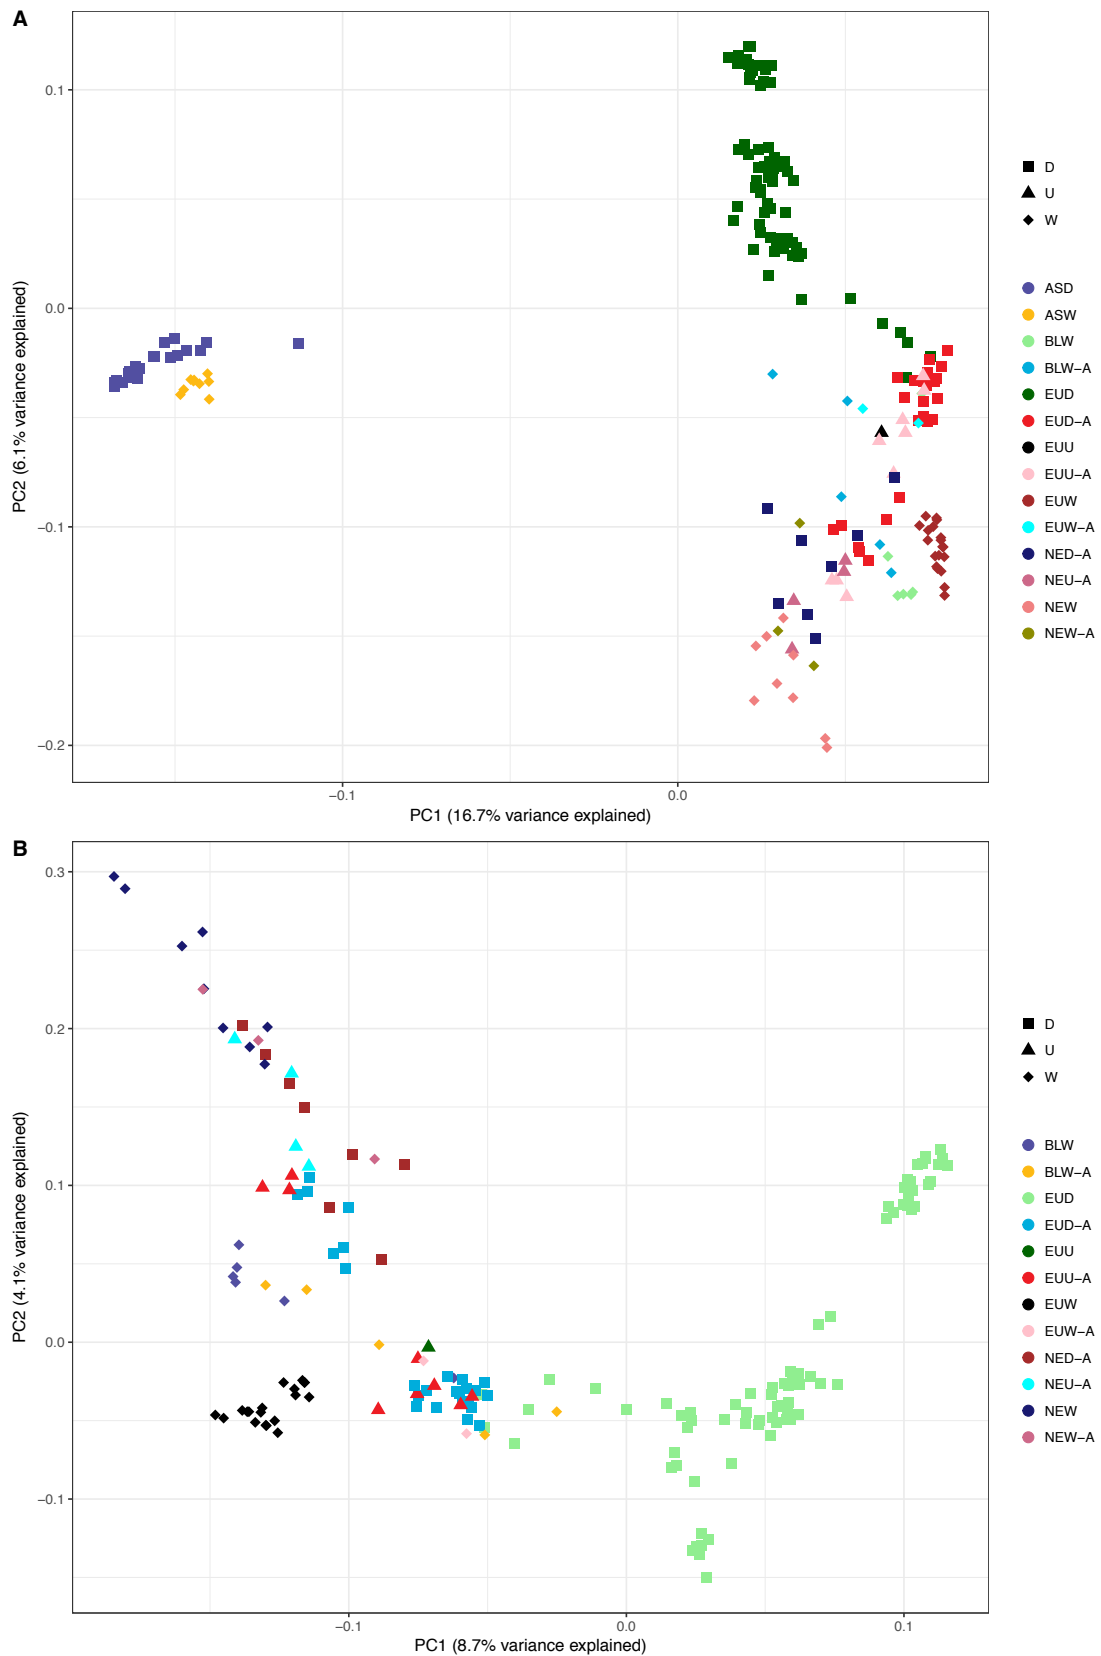 A
0.1
0.0
−0.1
−0.2
PC2 (6.1% variance explained)
−0.1
0.0
PC1 (16.7% variance explained)
D
U
W
ASD
ASW
BLW
BLW−A
EUD
EUD−A
EUU
EUU−A
EUW
EUW−A
NED−A
NEU−A
NEW
NEW−A
B
0.3
0.2
0.1
0.0
−0.1
PC2 (4.1% variance explained)
−0.1
0.0
0.1
PC1 (8.7% variance explained)
D
U
W
BLW
BLW−A
EUD
EUD−A
EUU
EUU−A
EUW
EUW−A
NED−A
NEU−A
NEW
NEW−A